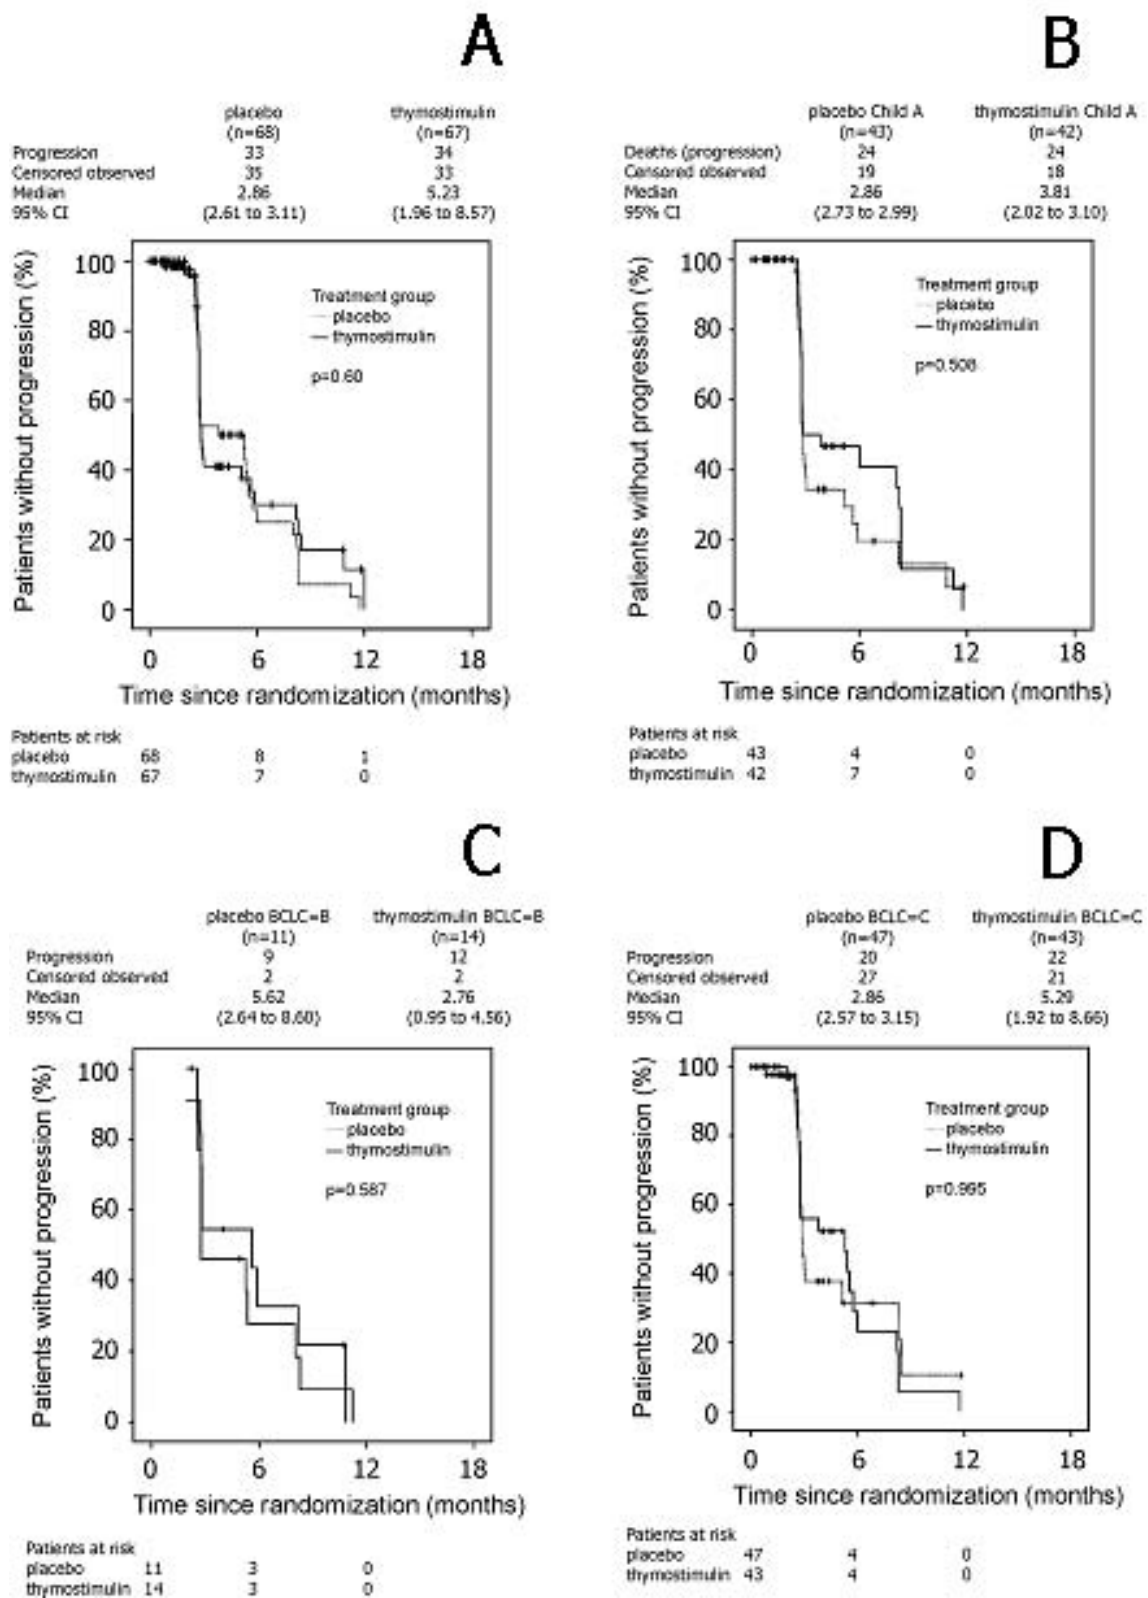 A
placebo thymostimulin
(n=68) (n=67)
Progression 33 34
Censored observed 35 33
Median 2.86 5.23
95% CI (2.61 to 3.11) (1.96 to 8.57)
Patients without progression (%)
100
80
60
40
20
0
Treatment group
placebo
thymostimulin
p=0.60
0 6 12 18
Time since randomization (months)
Patients at risk
placebo 68 8 1
thymostimulin 67 7 0
B
placebo Child A thymostimulin Child A
(n=43) (n=42)
Deaths (progression) 24 24
Censored observed 19 18
Median 2.86 3.81
95% CI (2.73 to 2.99) (2.02 to 3.10)
Patients without progression (%)
100
80
60
40
20
0
Treatment group
placebo
thymostimulin
p=0.508
0 6 12 18
Time since randomization (months)
Patients at risk
placebo 43 4 0
thymostimulin 42 7 0
C
placebo BCLC=B thymostimulin BCLC=B
(n=11) (n=14)
Progression 9 12
Censored observed 2 2
Median 5.62 2.76
95% CI (2.64 to 8.60) (0.95 to 4.56)
Patients without progression (%)
100
80
60
40
20
0
Treatment group
placebo
thymostimulin
p=0.587
0 6 12 18
Time since randomization (months)
Patients at risk
placebo 11 3 0
thymostimulin 14 3 0
D
placebo BCLC=C thymostimulin BCLC=C
(n=47) (n=43)
Progression 20 22
Censored observed 27 21
Median 2.86 5.29
95% CI (2.57 to 3.15) (1.92 to 8.66)
Patients without progression (%)
100
80
60
40
20
0
Treatment group
placebo
thymostimulin
p=0.995
0 6 12 18
Time since randomization (months)
Patients at risk
placebo 47 4 0
thymostimulin 43 4 0